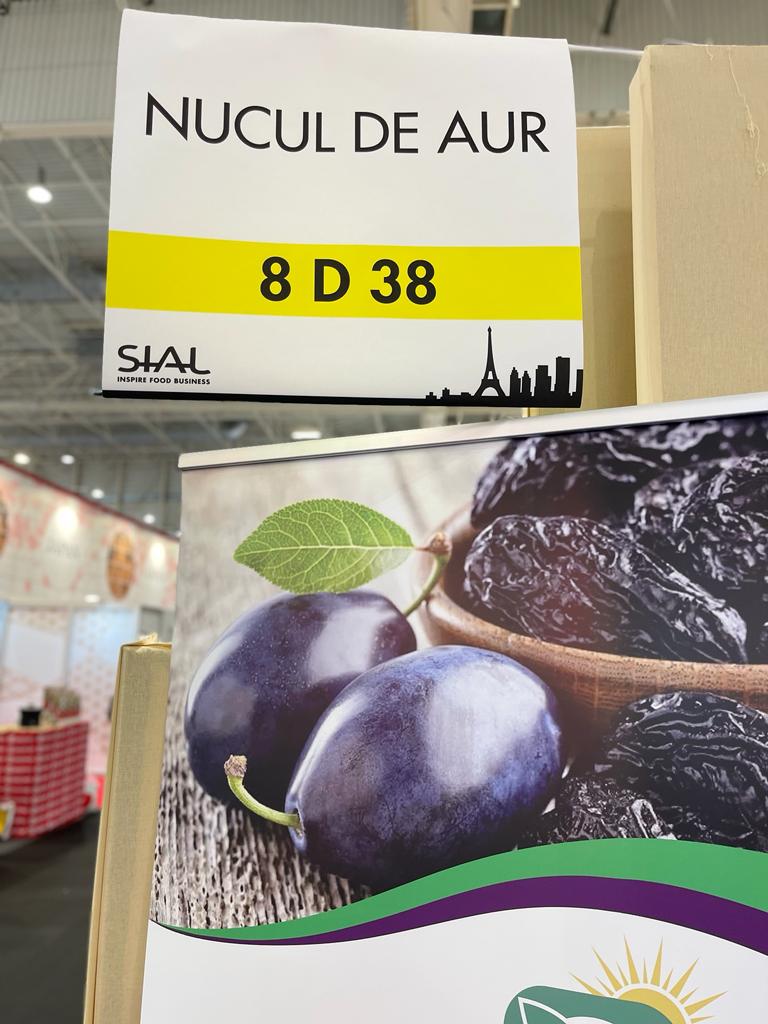 NUCUL DE AUR
8 D 38
SIAL
INSPIRE FOOD BUSINESS